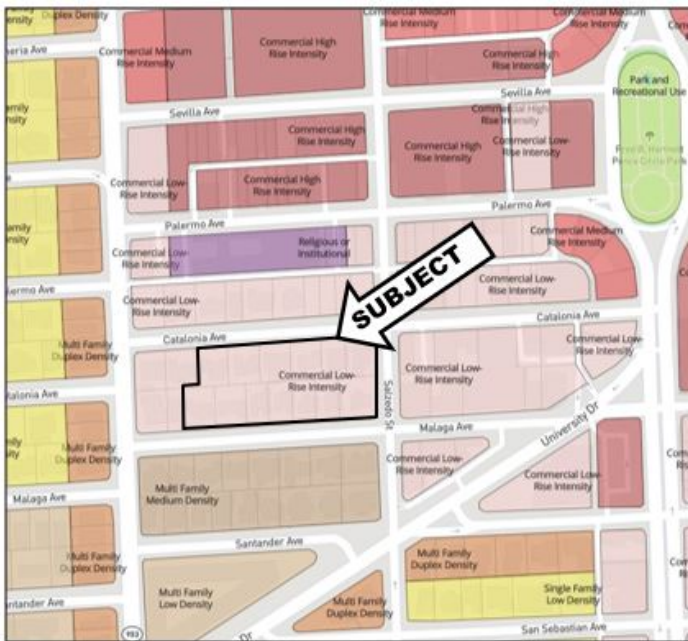 Duplex Density
Commercial Medium
Rise Intensity
Commercial High
Rise Intensity
Commercial Medium
Rise Intensity
Commercial Medium
Commercial High
Rise Intensity
Park and
Recreational Use
Sevilla Ave
Sevilla Ave
Commercial High
Rise Intensity
Commercial High
Rise Intensity
Commercial High
Rise Intensity
Commercial Low-
Rise Intensity
Commercial Low-
Rise Intensity
Commercial High
Rise Intensity
Palermo Ave
Palermo Ave
Commercial Low-
Rise Intensity
Religious or
Institutional
Commercial Medium
Rise Intensity
Commercial Low-
Rise Intensity
Commercial Low-
Rise Intensity
SUBJECT
Catalonia Ave
Catalonia Ave
Multi Family
Duplex Density
Commercial Low-
Rise Intensity
Commercial Low-
Rise Intensity
Commercial Low-
Rise Intensity
Salzedo St
Malaga Ave
University Dr
Multi Family
Duplex Density
Commercial Low-
Rise Intensity
Commercial Low-
Rise Intensity
Malaga Ave
Multi Family
Medium Density
Santander Ave
Multi Family
Duplex Density
Multi Family
Duplex Density
Multi Family
Low Density
Multi Family
Duplex Density
Single Family
Low Density
San Sebastian Ave
953
Dr